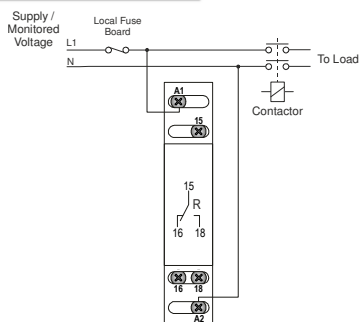 Supply /
Monitored
Voltage
Local Fuse
Board
L1
N
To Load
Contactor
A1
15
15
R
16 18
16 18
A2